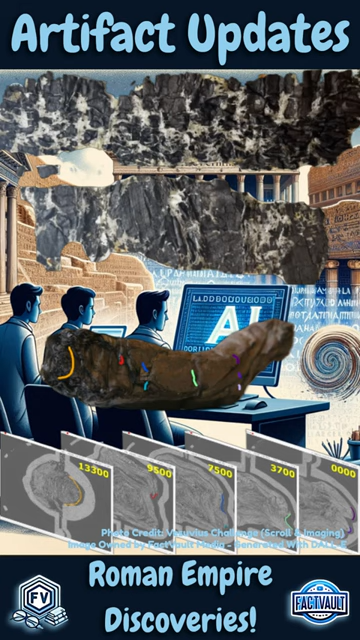 Artifact Updates
AI
13300
9500
7500
3700
0000
Photo Credit: Vesuvius Challenge (Scroll & Imaging)
Image Owned By FactVault Media - Generated With DALL-E
Roman Empire
Discoveries!
FV
FACTVAULT